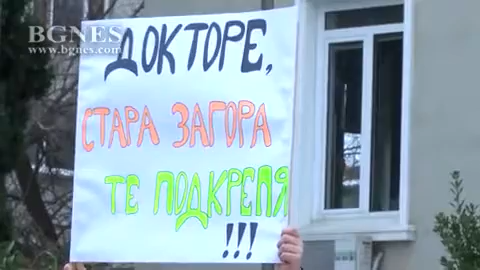 BGNES
www.bgnes.com
ДОКТОРЕ,
СТАРА ЗАГОРА
ТЕ ПОДКРЕПЯ
!!!